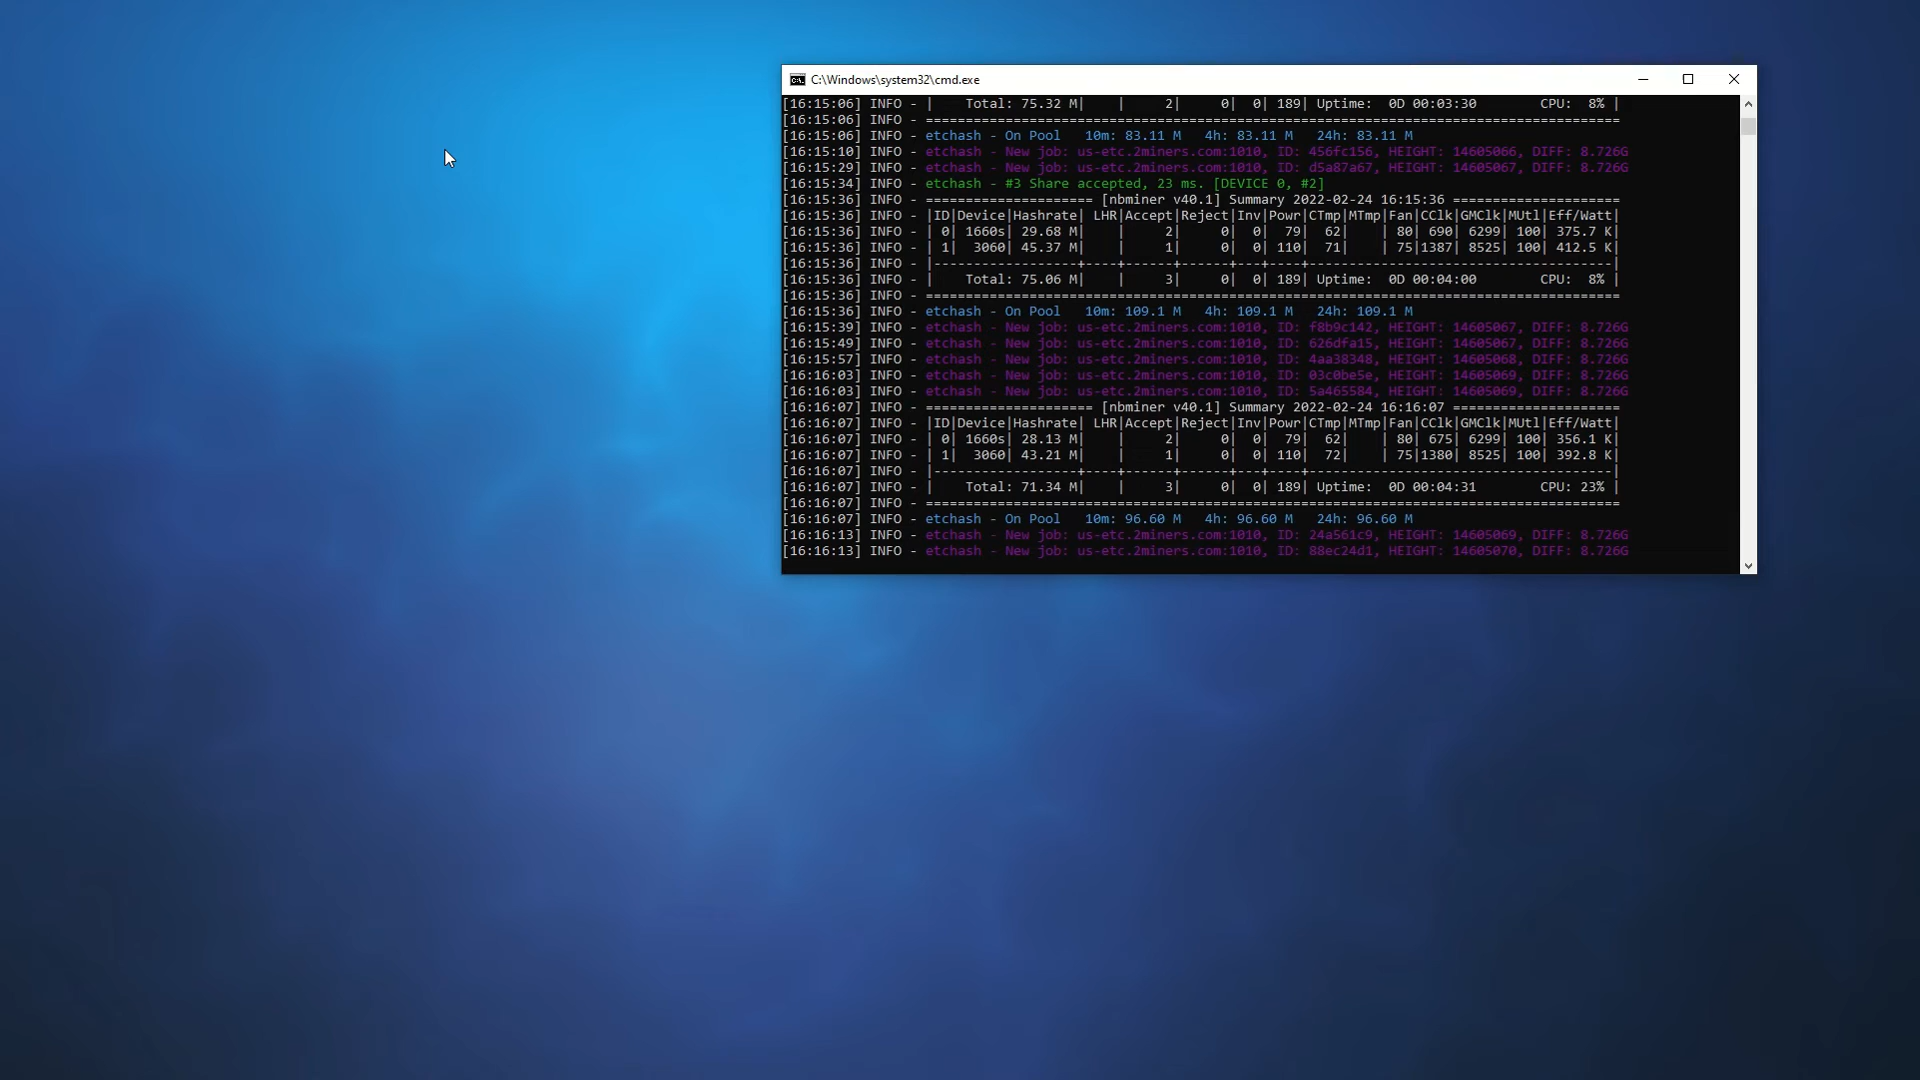 C:\Windows\system32\cmd.exe
[16:15:06] INFO - |    Total: 75.32 M|    |     2|     0|  0| 189| Uptime:  0D 00:03:30        CPU:  8% |
[16:15:06] INFO - =======================================================================================
[16:15:06] INFO - etchash - On Pool   10m: 83.11 M   4h: 83.11 M   24h: 83.11 M
[16:15:10] INFO - etchash - New job: us-etc.2miners.com:1010, ID: 456fc156, HEIGHT: 14605066, DIFF: 8.726G
[16:15:29] INFO - etchash - New job: us-etc.2miners.com:1010, ID: d5a87a67, HEIGHT: 14605067, DIFF: 8.726G
[16:15:34] INFO - etchash - #3 Share accepted, 23 ms. [DEVICE 0, #2]
[16:15:36] INFO - ===================== [nbminer v40.1] Summary 2022-02-24 16:15:36 =====================
[16:15:36] INFO - |ID|Device|Hashrate| LHR|Accept|Reject|Inv|Powr|CTmp|MTmp|Fan|CClk|GMClk|MUtl|Eff/Watt|
[16:15:36] INFO - | 0| 1660s| 29.68 M|    |     2|     0|  0|  79|  62|    | 80| 690| 6299| 100| 375.7 K|
[16:15:36] INFO - | 1|  3060| 45.37 M|    |     1|     0|  0| 110|  71|    | 75|1387| 8525| 100| 412.5 K|
[16:15:36] INFO - |------------------+----+------+------+---+----+--------------------------------------|
[16:15:36] INFO - |    Total: 75.06 M|    |     3|     0|  0| 189| Uptime:  0D 00:04:00        CPU:  8% |
[16:15:36] INFO - =======================================================================================
[16:15:36] INFO - etchash - On Pool   10m: 109.1 M   4h: 109.1 M   24h: 109.1 M
[16:15:39] INFO - etchash - New job: us-etc.2miners.com:1010, ID: f8b9c142, HEIGHT: 14605067, DIFF: 8.726G
[16:15:49] INFO - etchash - New job: us-etc.2miners.com:1010, ID: 626dfa15, HEIGHT: 14605067, DIFF: 8.726G
[16:15:57] INFO - etchash - New job: us-etc.2miners.com:1010, ID: 4aa38348, HEIGHT: 14605068, DIFF: 8.726G
[16:16:03] INFO - etchash - New job: us-etc.2miners.com:1010, ID: 03c0be5e, HEIGHT: 14605069, DIFF: 8.726G
[16:16:03] INFO - etchash - New job: us-etc.2miners.com:1010, ID: 5a465584, HEIGHT: 14605069, DIFF: 8.726G
[16:16:07] INFO - ===================== [nbminer v40.1] Summary 2022-02-24 16:16:07 =====================
[16:16:07] INFO - |ID|Device|Hashrate| LHR|Accept|Reject|Inv|Powr|CTmp|MTmp|Fan|CClk|GMClk|MUtl|Eff/Watt|
[16:16:07] INFO - | 0| 1660s| 28.13 M|    |     2|     0|  0|  79|  62|    | 80| 675| 6299| 100| 356.1 K|
[16:16:07] INFO - | 1|  3060| 43.21 M|    |     1|     0|  0| 110|  72|    | 75|1380| 8525| 100| 392.8 K|
[16:16:07] INFO - |------------------+----+------+------+---+----+--------------------------------------|
[16:16:07] INFO - |    Total: 71.34 M|    |     3|     0|  0| 189| Uptime:  0D 00:04:31        CPU: 23% |
[16:16:07] INFO - =======================================================================================
[16:16:07] INFO - etchash - On Pool   10m: 96.60 M   4h: 96.60 M   24h: 96.60 M
[16:16:13] INFO - etchash - New job: us-etc.2miners.com:1010, ID: 24a561c9, HEIGHT: 14605069, DIFF: 8.726G
[16:16:13] INFO - etchash - New job: us-etc.2miners.com:1010, ID: 88ec24d1, HEIGHT: 14605070, DIFF: 8.726G